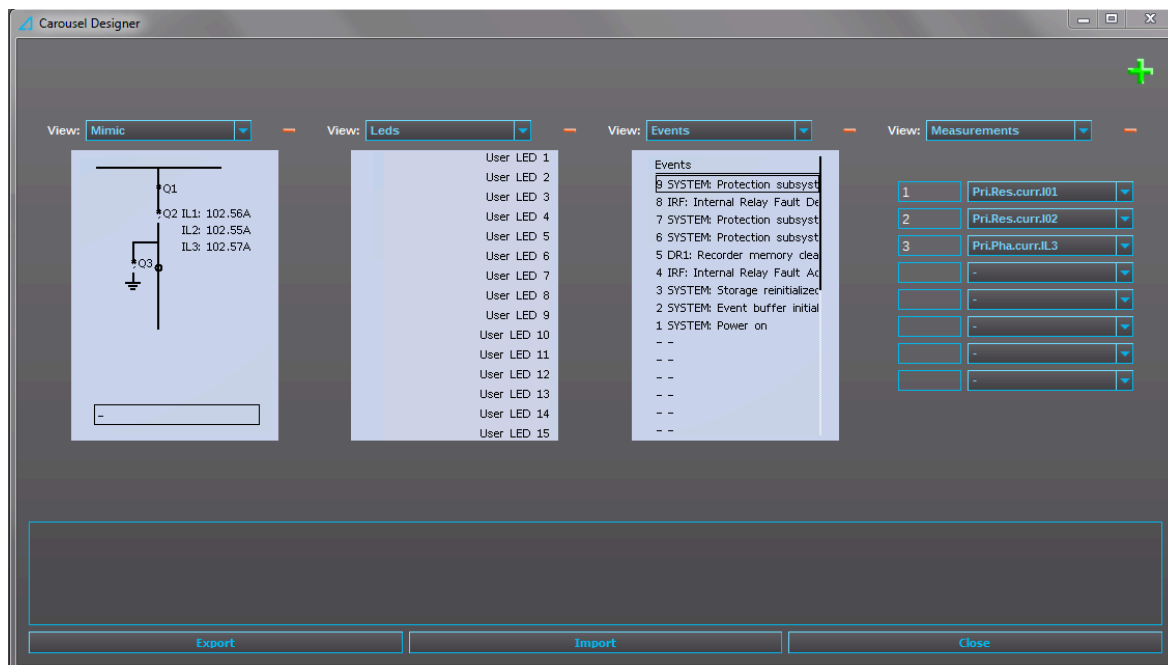 Carousel Designer
View: Mimic
Q1
Q2 IL1: 102.56A
IL2: 102.55A
IL3: 102.57A
Q3
-
View: Leds
User LED 1
User LED 2
User LED 3
User LED 4
User LED 5
User LED 6
User LED 7
User LED 8
User LED 9
User LED 10
User LED 11
User LED 12
User LED 13
User LED 14
User LED 15
View: Events
Events
9 SYSTEM: Protection subsyst
8 IRF: Internal Relay Fault De
7 SYSTEM: Protection subsyst
6 SYSTEM: Protection subsyst
5 DR1: Recorder memory clea
4 IRF: Internal Relay Fault Ac
3 SYSTEM: Storage reinitialized
2 SYSTEM: Event buffer initial
1 SYSTEM: Power on
- -
- -
- -
- -
- -
- -
View: Measurements
1 Pri.Res.curr.I01
2 Pri.Res.curr.I02
3 Pri.Pha.curr.IL3
-
-
-
-
-
Export
Import
Close